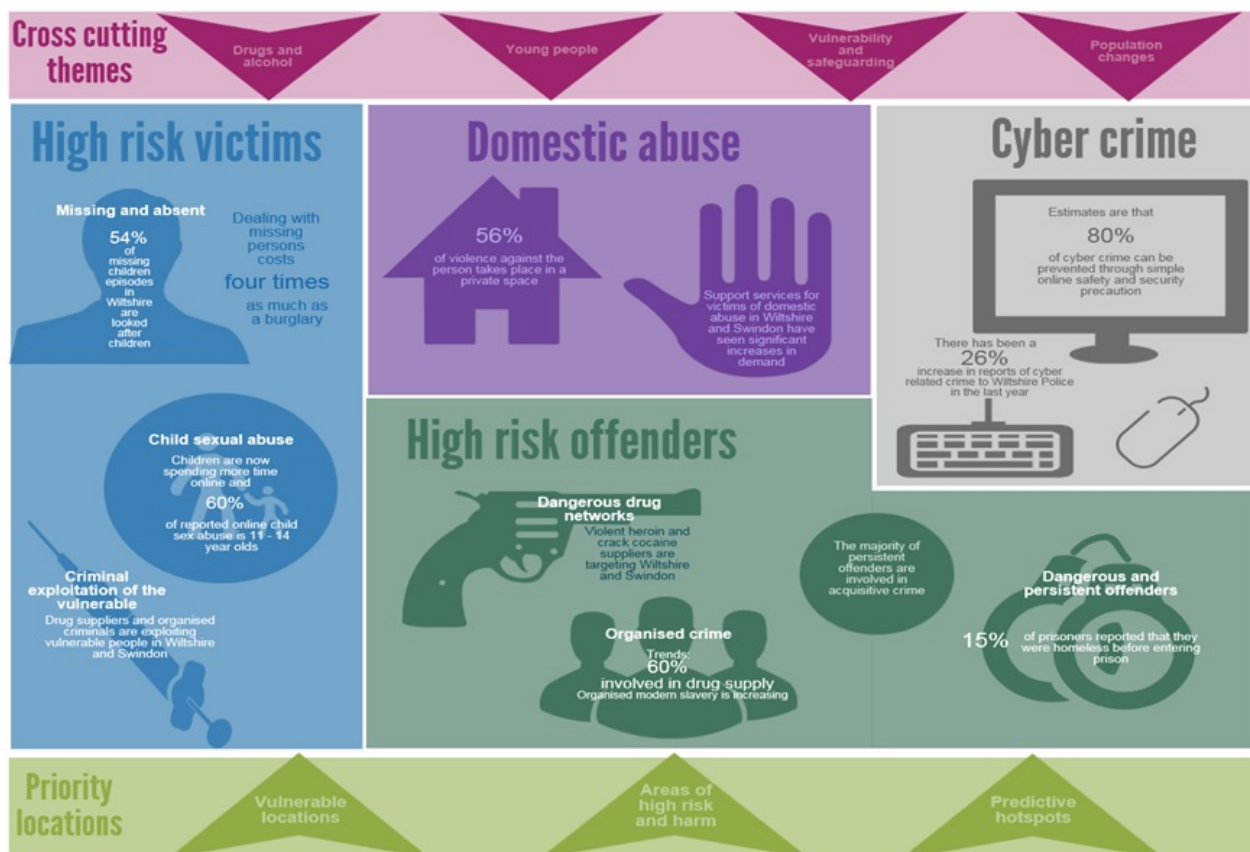 Cross cutting
themes
Drugs and
alcohol
Young people
Vulnerability
and
safeguarding
Population
changes
High risk victims
Missing and absent
54%
of
missing
children
episodes
in
Wiltshire
are
looked
after
children
Dealing with
missing
persons
costs
four times
as much as
a burglary
Child sexual abuse
Children are now
spending more time
online and
60%
of reported online child
sex abuse is 11 - 14
year olds
Criminal
exploitation of the
vulnerable
Drug suppliers and organised
criminals are exploiting
vulnerable people in Wiltshire
and Swindon
Domestic abuse
56%
of violence against the
person takes place in a
private space
Support services for
victims of domestic
abuse in Wiltshire
and Swindon have
seen significant
increases in
demand
Cyber crime
Estimates are that
80%
of cyber crime can be
prevented through simple
online safety and security
precaution
There has been a
26%
increase in reports of cyber
related crime to Wiltshire Police
in the last year
High risk offenders
Dangerous drug
networks
Violent heroin and
crack cocaine
suppliers are
targeting Wiltshire
and Swindon
Organised crime
Trends:
60%
involved in drug supply
Organised modern slavery is increasing
The majority of
persistent
offenders are
involved in
acquisitive crime
Dangerous and
persistent offenders
15% of prisoners reported that they
were homeless before entering
prison
Priority
locations
Vulnerable
locations
Areas of
high risk
and harm
Predictive
hotspots